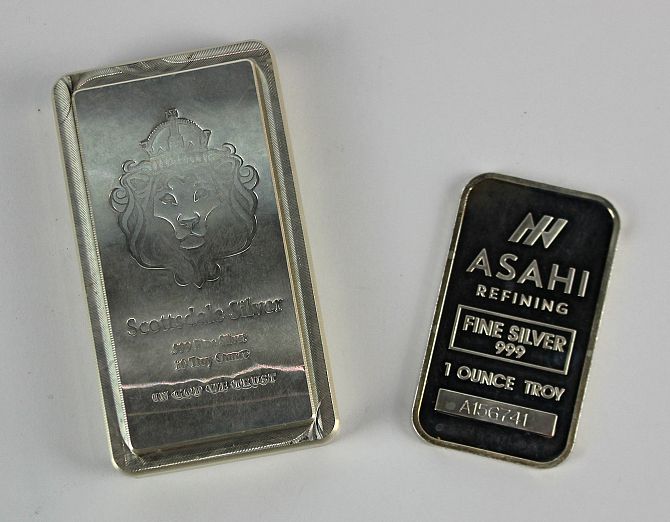 Scottsdale Silver
999 Fine Silver
10 Troy Ounce
IN GOD WE TRUST
ASAHI
REFINING
FINE SILVER
999
1 OUNCE TROY
A156741